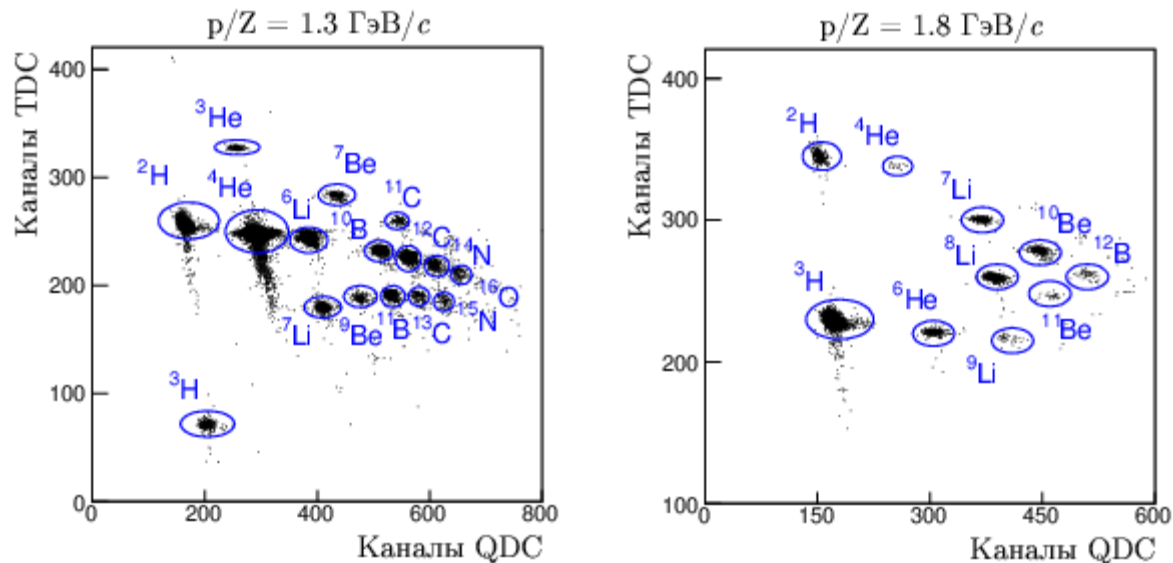 p/Z = 1.3 ГэВ/c
Каналы TDC
400
300
200
100
0
³He
²H
⁴He
⁷Be
⁶Li
¹¹C
¹⁰B
¹²C
¹⁴N
¹⁶O
⁷Li
⁹Be
¹¹B
¹³C
¹⁵N
³H
0 200 400 600 800
Каналы QDC
p/Z = 1.8 ГэВ/c
Каналы TDC
400
300
200
100
²H
⁴He
⁷Li
¹⁰Be
⁸Li
¹²B
³H
⁶He
¹¹Be
⁹Li
0 150 300 450 600
Каналы QDC